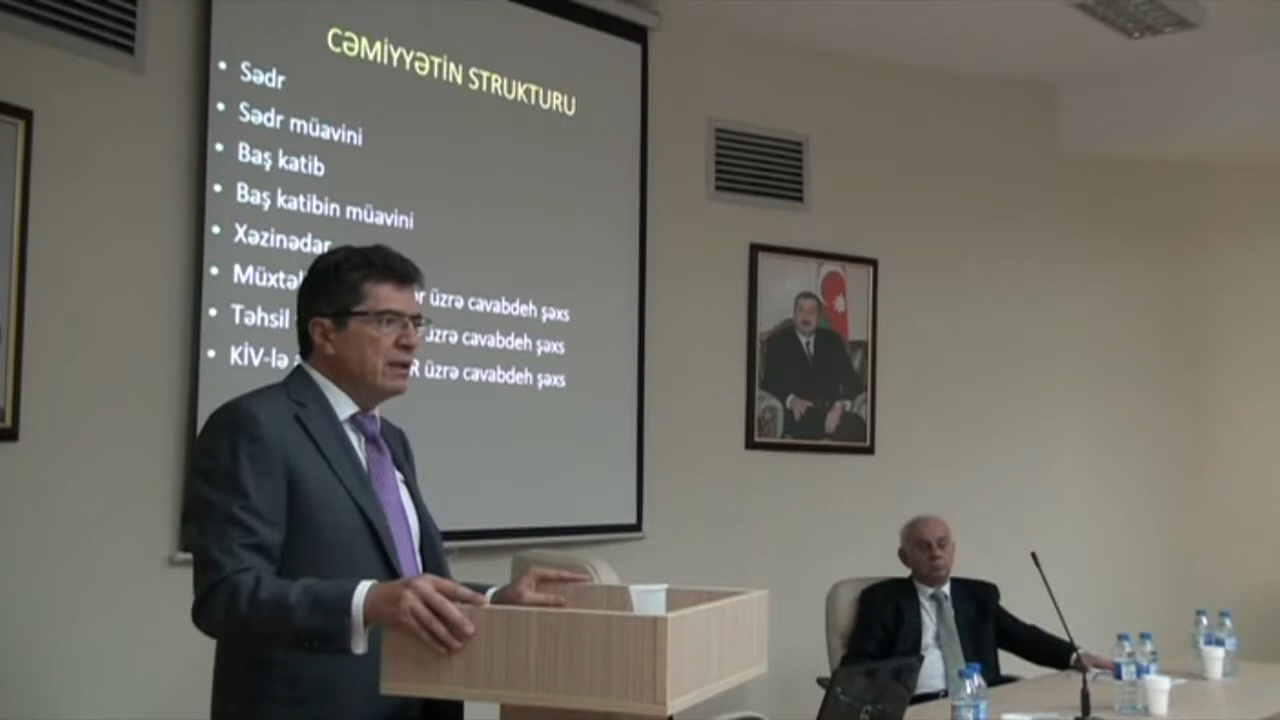 CƏMİYYƏTİN STRUKTURU
• Sədr
• Sədr müavini
• Baş katib
• Baş katibin müavini
• Xəzinədar
• üzrə cavabdeh şəxs
• Təhsil üzrə cavabdeh şəxs
• KİV-lə üzrə cavabdeh şəxs